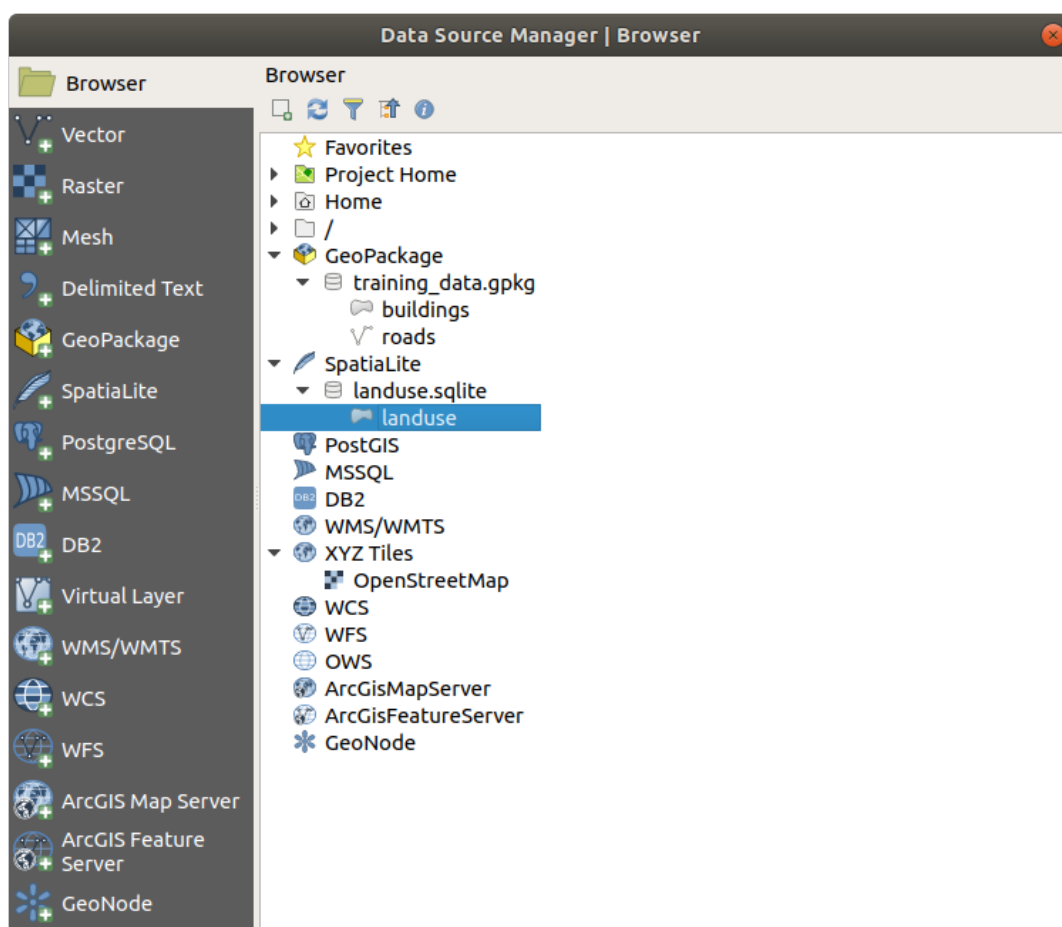 Data Source Manager | Browser
Browser
Vector
Raster
Mesh
Delimited Text
GeoPackage
SpatiaLite
PostgreSQL
MSSQL
DB2
DB2
Virtual Layer
WMS/WMTS
WCS
WFS
ArcGIS Map Server
ArcGIS Feature
Server
GeoNode
Browser
Favorites
Project Home
Home
/
GeoPackage
training_data.gpkg
buildings
roads
SpatiaLite
landuse.sqlite
landuse
PostGIS
MSSQL
DB2 DB2
WMS/WMTS
XYZ Tiles
OpenStreetMap
WCS
WFS
OWS
ArcGisMapServer
ArcGisFeatureServer
GeoNode